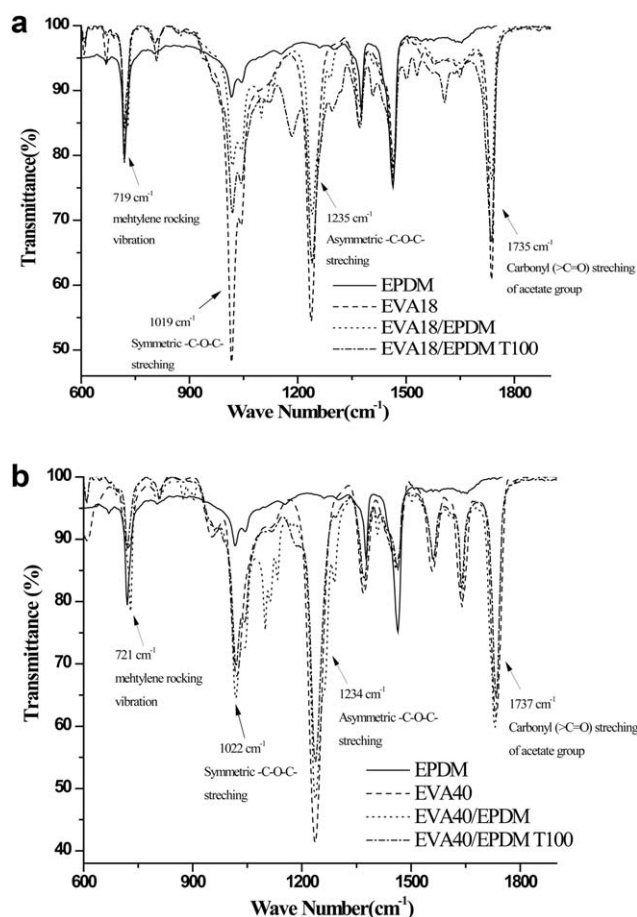 a
100
90
80
70
60
50
Transmittance(%)
719 cm-1
mehtylene rocking
vibration
1019 cm-1
Symmetric -C-O-C-
streching
1235 cm-1
Asymmetric -C-O-C-
streching
1735 cm-1
Carbonyl (>C=O) streching
of acetate group
EPDM
EVA18
EVA18/EPDM
EVA18/EPDM T100
600 900 1200 1500 1800
Wave Number(cm-1)
b
100
90
80
70
60
50
40
Transmittance (%)
721 cm-1
mehtylene rocking
vibration
1022 cm-1
Symmetric -C-O-C-
streching
1234 cm-1
Asymmetric -C-O-C-
streching
1737 cm-1
Carbonyl (>C=O) streching
of acetate group
EPDM
EVA40
EVA40/EPDM
EVA40/EPDM T100
600 900 1200 1500 1800
Wave Number(cm-1)